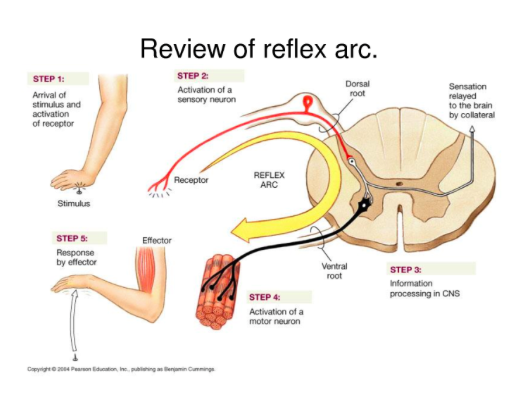 Review of reflex arc.
STEP 1:
Arrival of
stimulus and
activation
of receptor
Stimulus
STEP 2:
Activation of a
sensory neuron
Receptor
REFLEX
ARC
Dorsal
root
Sensation
relayed
to the brain
by collateral
STEP 5:
Response
by effector
Effector
STEP 4:
Activation of a
motor neuron
Ventral
root
STEP 3:
Information
processing in CNS
Copyright © 2004 Pearson Education, Inc., publishing as Benjamin Cummings.